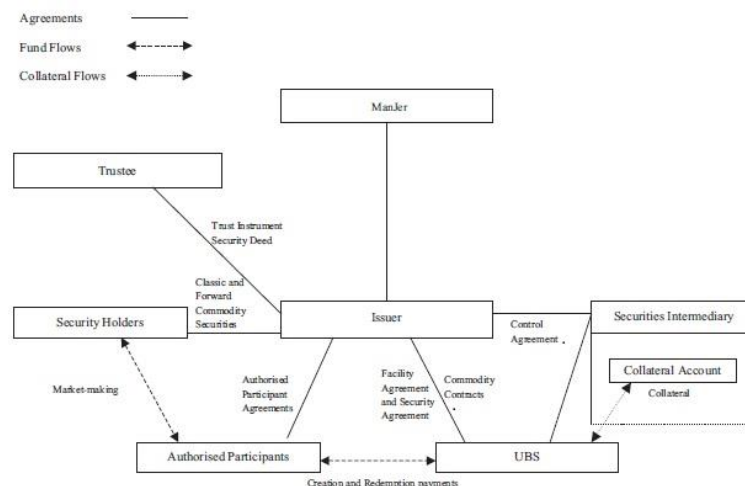 Agreements
Fund Flows
Collateral Flows
ManJer
Trustee
Trust Instrument
Security Deed
Classic and
Forward
Commodity
Securities
Security Holders
Issuer
Securities Intermediary
Control
Agreement
Collateral Account
Collateral
Market-making
Authorised
Participant
Agreements
Facility
Agreement
and Security
Agreement
Commodity
Contracts
Authorised Participants
UBS
Creation and Redemption payments